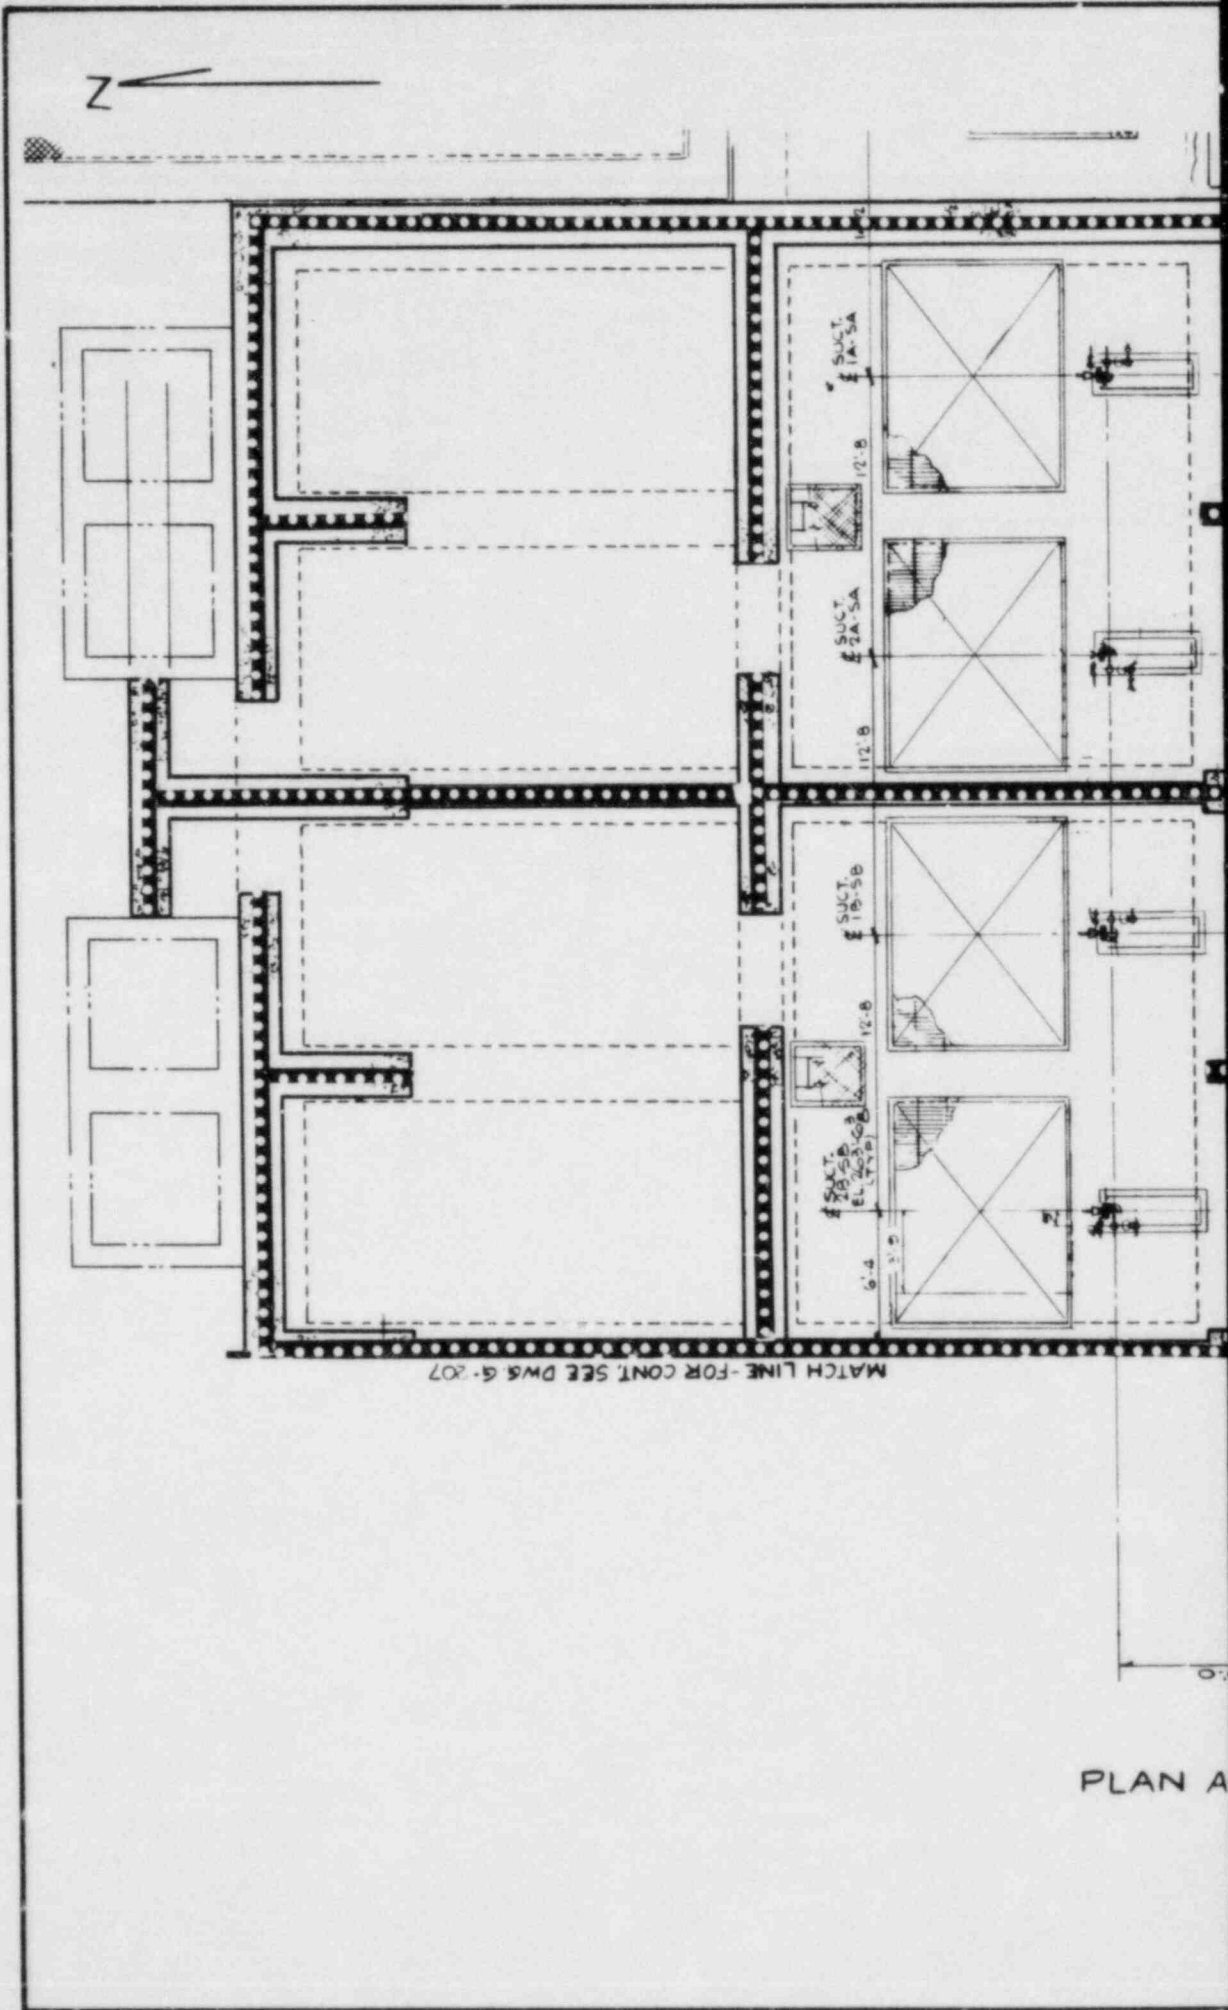 N
℄ SUCT.
1A-SA
12'-8
℄ SUCT.
2A-SA
12'-8
℄ SUCT.
1B-SB
12'-8
℄ SUCT.
2B-SB
(TYP)
6'-4
MATCH LINE-FOR CONT. SEE DWG. G-207
PLAN A